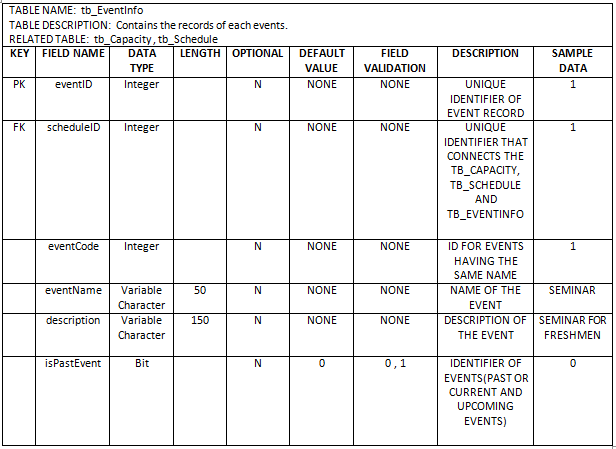 TABLE NAME: tb_EventInfo
TABLE DESCRIPTION: Contains the records of each events.
RELATED TABLE: tb_Capacity, tb_Schedule
KEY FIELD NAME DATA TYPE LENGTH OPTIONAL DEFAULT VALUE FIELD VALIDATION DESCRIPTION SAMPLE DATA
PK eventID Integer N NONE NONE UNIQUE IDENTIFIER OF EVENT RECORD 1
FK scheduleID Integer N NONE NONE UNIQUE IDENTIFIER THAT CONNECTS THE TB_CAPACITY, TB_SCHEDULE AND TB_EVENTINFO 1
eventCode Integer N NONE NONE ID FOR EVENTS HAVING THE SAME NAME 1
eventName Variable Character 50 N NONE NONE NAME OF THE EVENT SEMINAR
description Variable Character 150 N NONE NONE DESCRIPTION OF THE EVENT SEMINAR FOR FRESHMEN
isPastEvent Bit N 0 0 , 1 IDENTIFIER OF EVENTS(PAST OR CURRENT AND UPCOMING EVENTS) 0